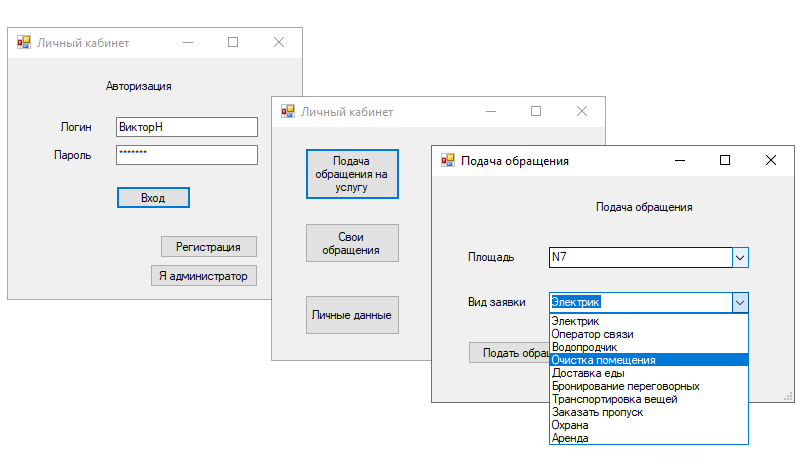 Личный кабинет
Авторизация
Логин
ВикторН
Пароль
*******
Вход
Регистрация
Я администратор
Личный кабинет
Подача
обращения на
услугу
Свои
обращения
Личные данные
Подача обращения
Подача обращения
Площадь
N7
Вид заявки
Электрик
Подать обращ
Электрик
Оператор связи
Водопродчик
Очистка помещения
Доставка еды
Бронирование переговорных
Транспортировка вещей
Заказать пропуск
Охрана
Аренда